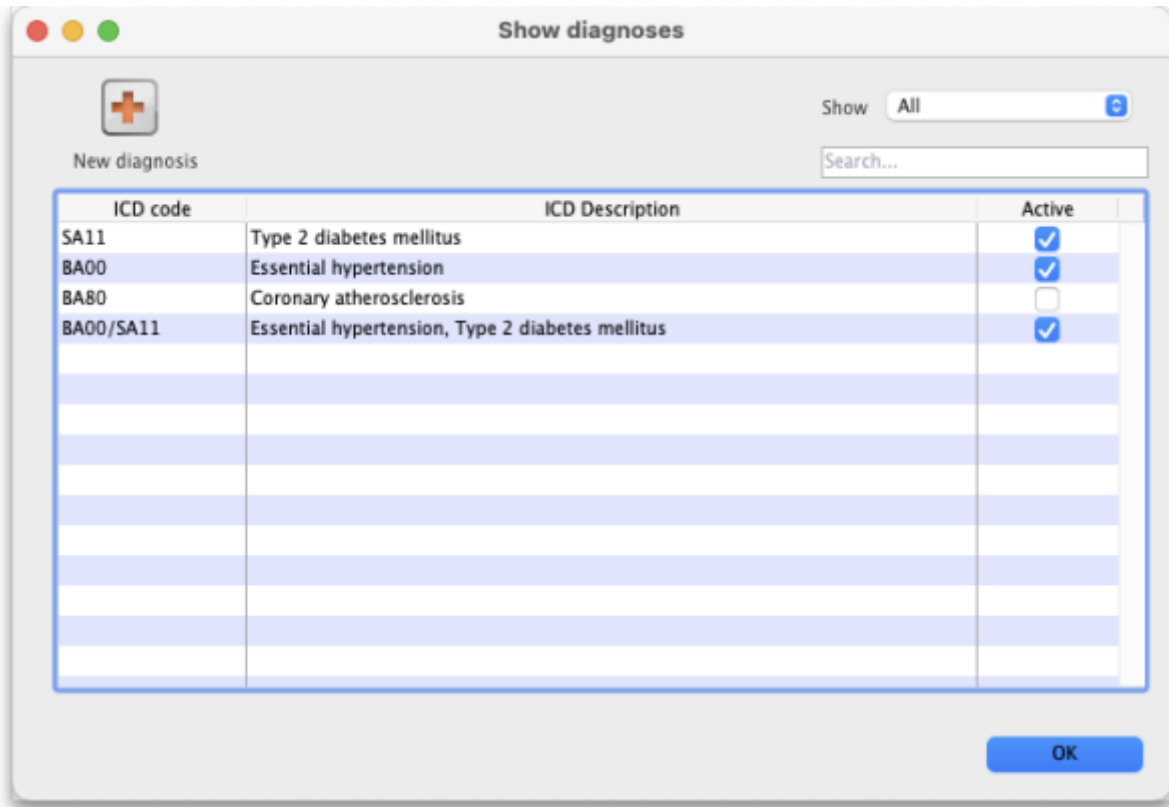 Show diagnoses
Show All
New diagnosis
Search...
ICD code ICD Description Active
SA11 Type 2 diabetes mellitus
BA00 Essential hypertension
BA80 Coronary atherosclerosis
BA00/SA11 Essential hypertension, Type 2 diabetes mellitus
OK